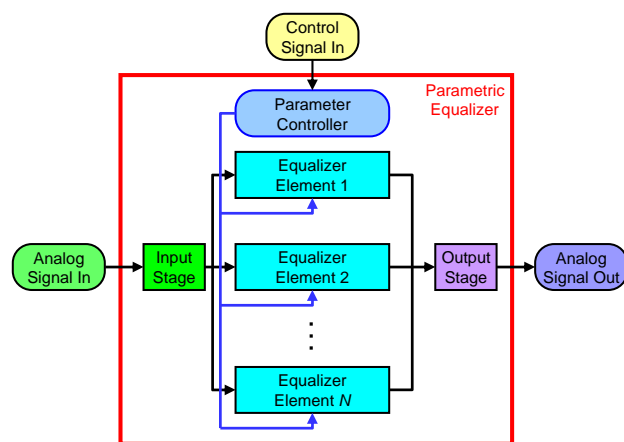 Control
Signal In
Parametric
Equalizer
Parameter
Controller
Equalizer
Element 1
Analog
Signal In
Input
Stage
Equalizer
Element 2
Output
Stage
Analog
Signal Out
Equalizer
Element N